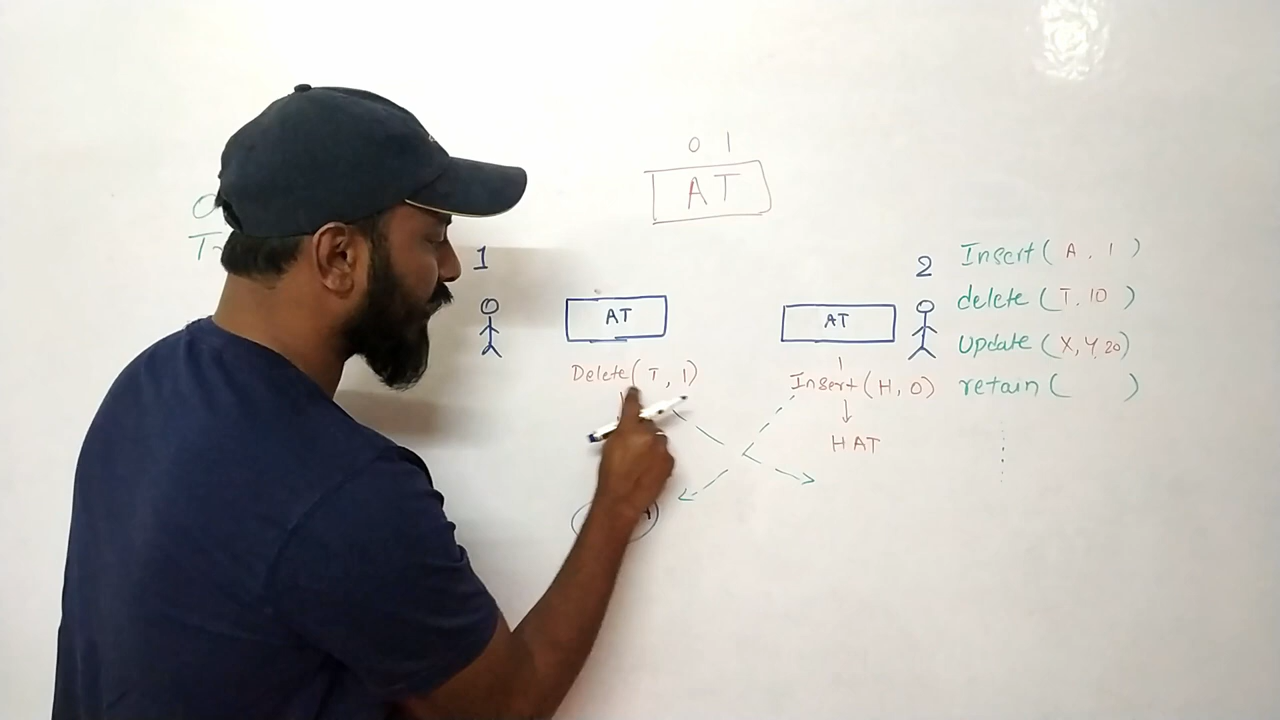 0 1
AT
1
2
Insert( A, 1 )
delete ( T, 10 )
AT
AT
Update (X, Y, 20)
Delete( T, 1)
Insert (H, 0)
retain ( )
HAT